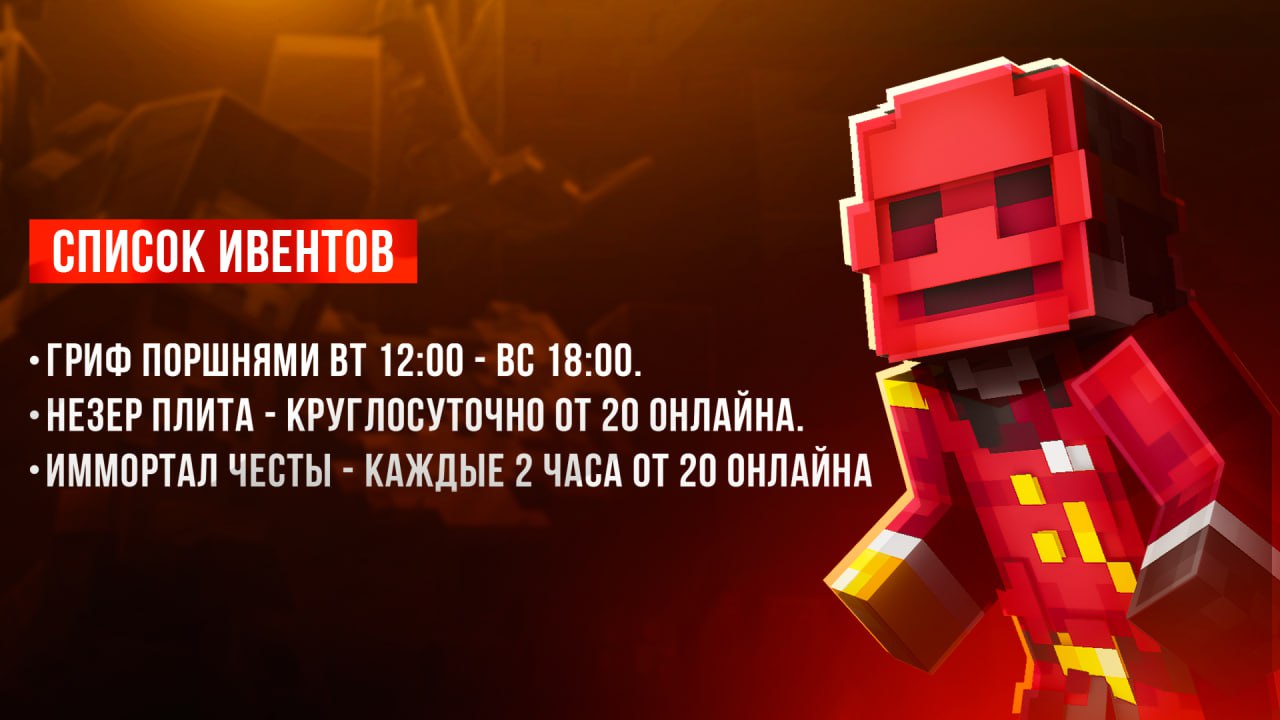 СПИСОК ИВЕНТОВ
• ГРИФ ПОРШНЯМИ ВТ 12:00 - ВС 18:00.
• НЕЗЕР ПЛИТА - КРУГЛОСУТОЧНО ОТ 20 ОНЛАЙНА.
• ИММОРТАЛ ЧЕСТЫ - КАЖДЫЕ 2 ЧАСА ОТ 20 ОНЛАЙНА